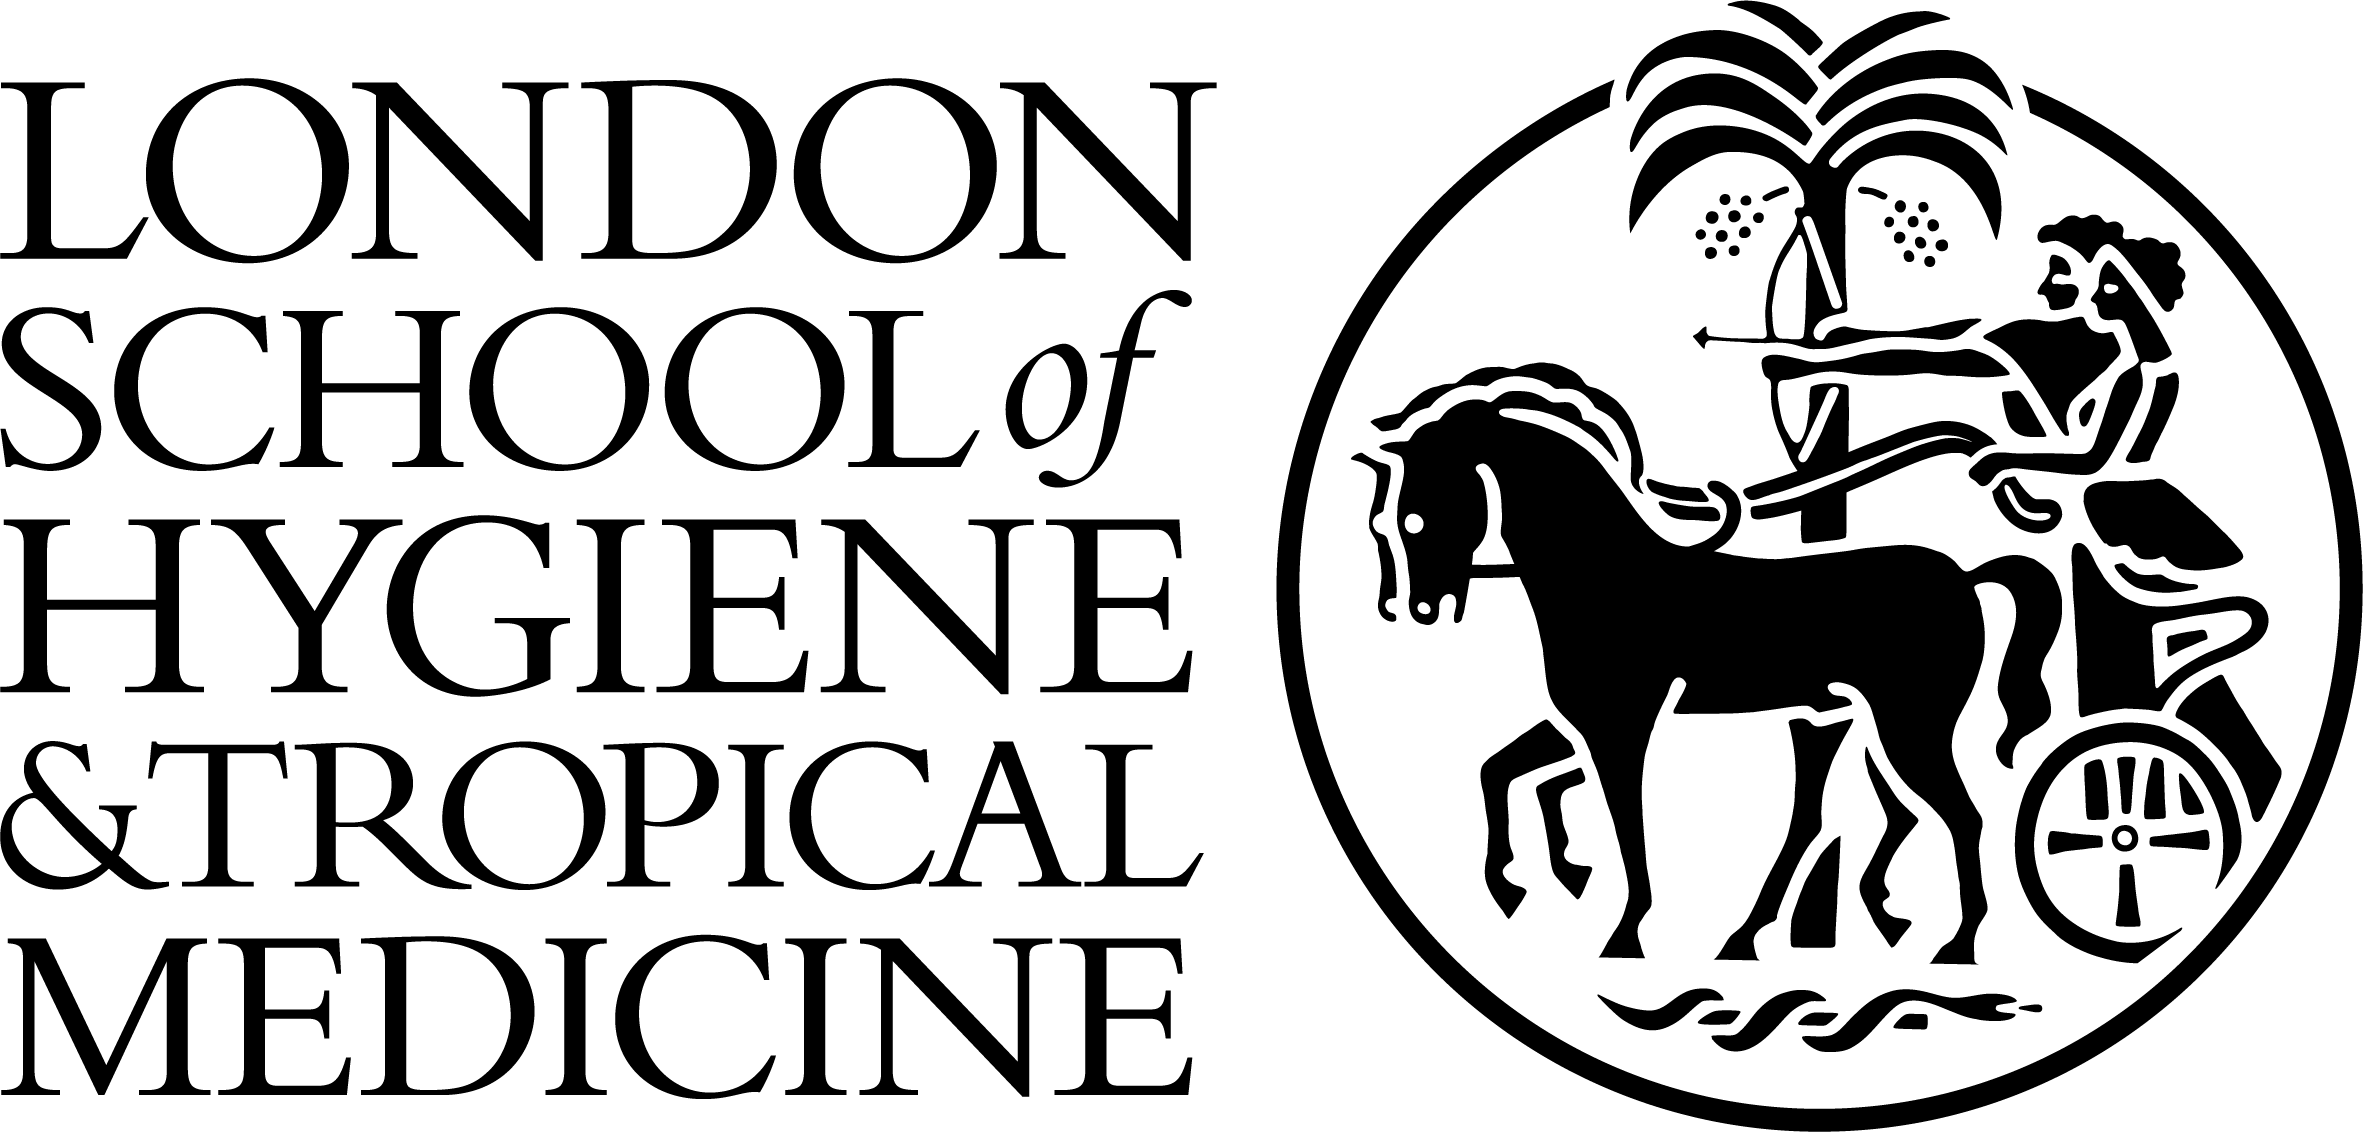 LONDON
SCHOOL of
HYGIENE
& TROPICAL
MEDICINE